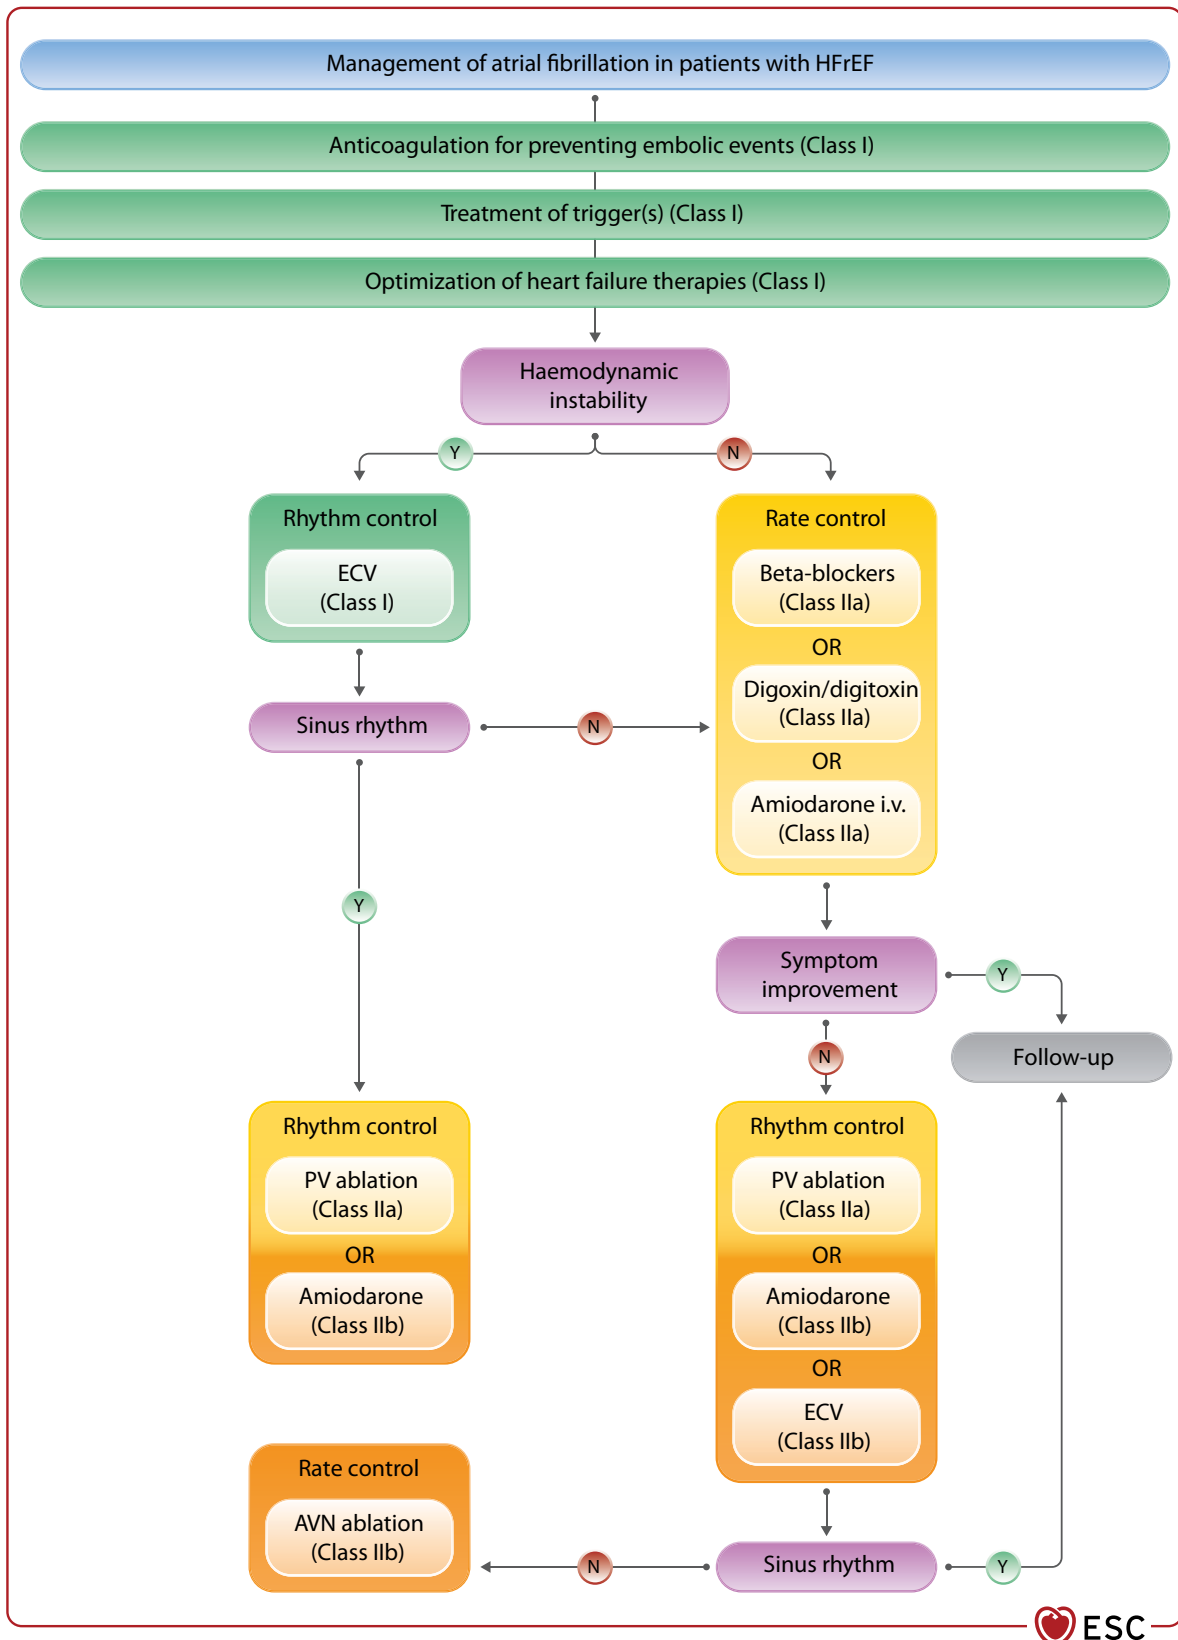 Management of atrial fibrillation in patients with HFrEF
Anticoagulation for preventing embolic events (Class I)
Treatment of trigger(s) (Class I)
Optimization of heart failure therapies (Class I)
Haemodynamic
instability
Y
N
Rhythm control
ECV
(Class I)
Rate control
Beta-blockers
(Class IIa)
OR
Digoxin/digitoxin
(Class IIa)
OR
Amiodarone i.v.
(Class IIa)
Sinus rhythm
N
Y
Symptom
improvement
Y
N
Follow-up
Rhythm control
PV ablation
(Class IIa)
OR
Amiodarone
(Class IIb)
Rhythm control
PV ablation
(Class IIa)
OR
Amiodarone
(Class IIb)
OR
ECV
(Class IIb)
Rate control
AVN ablation
(Class IIb)
N
Sinus rhythm
Y
ESC